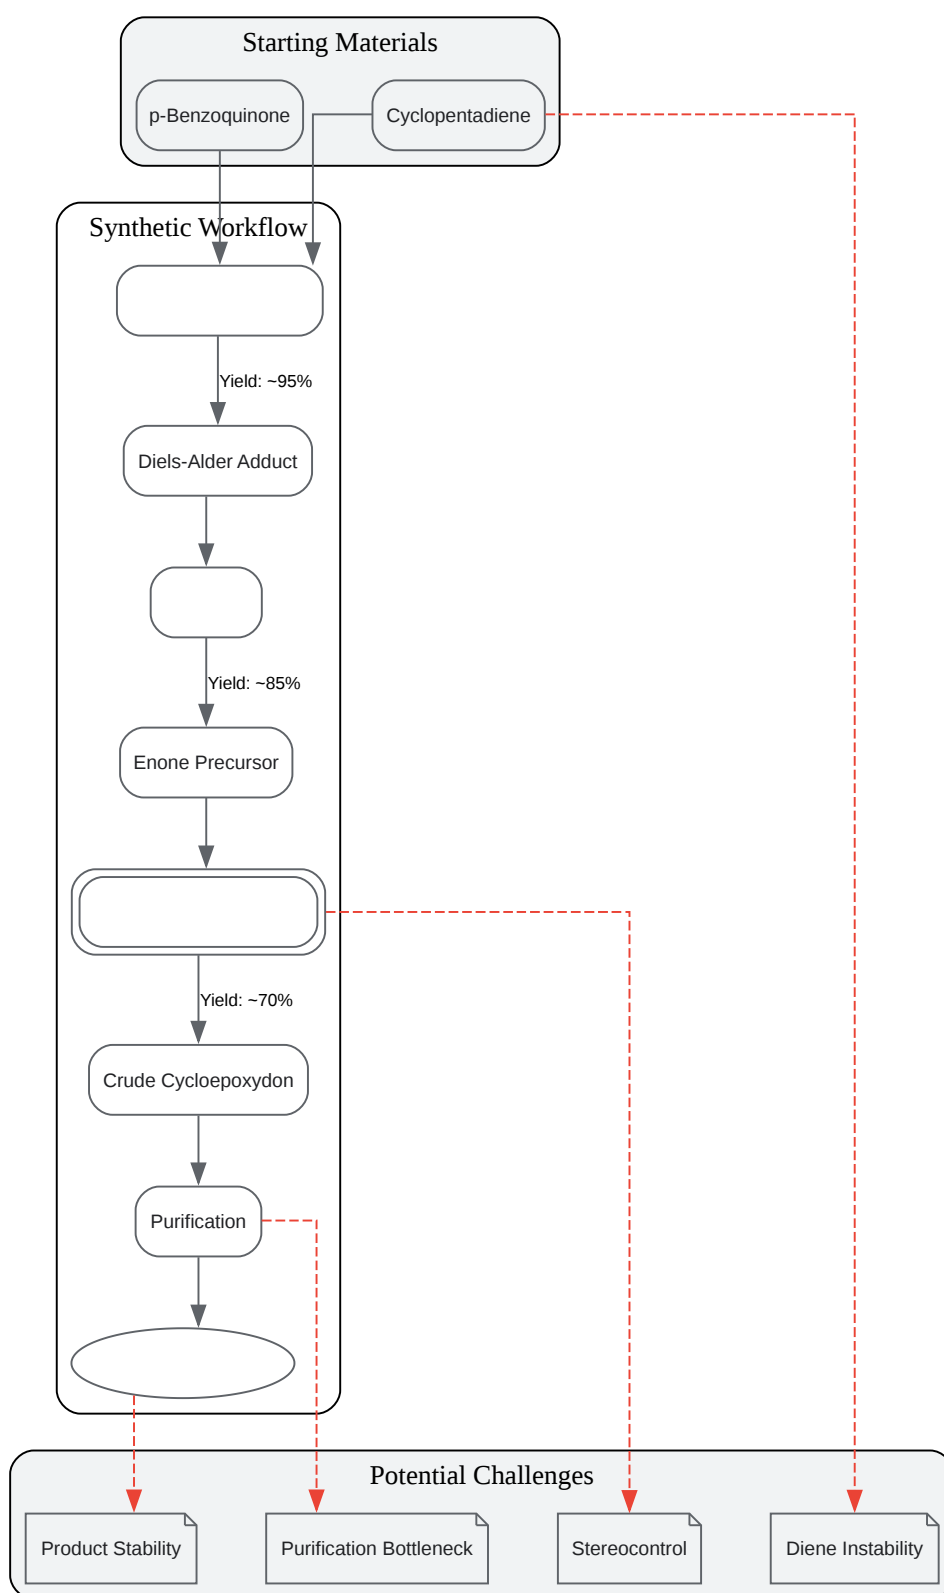 Starting Materials
p-Benzoquinone
Cyclopentadiene
Synthetic Workflow
Yield: ~95%
Diels-Alder Adduct
Yield: ~85%
Enone Precursor
Yield: ~70%
Crude Cycloepoxydon
Purification
Potential Challenges
Product Stability
Purification Bottleneck
Stereocontrol
Diene Instability